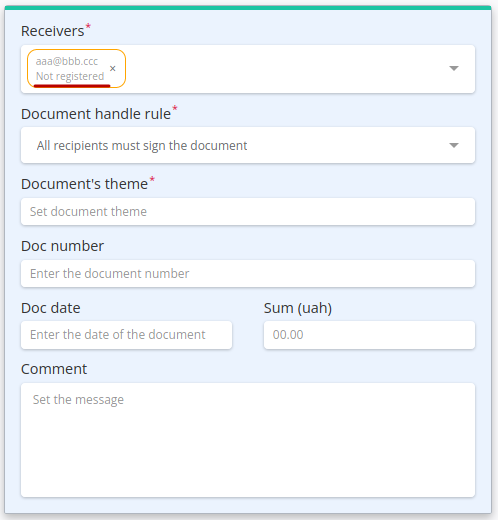 Receivers*
aaa@bbb.ccc ×
Not registered
Document handle rule*
All recipients must sign the document
Document's theme*
Set document theme
Doc number
Enter the document number
Doc date
Enter the date of the document
Sum (uah)
00.00
Comment
Set the message